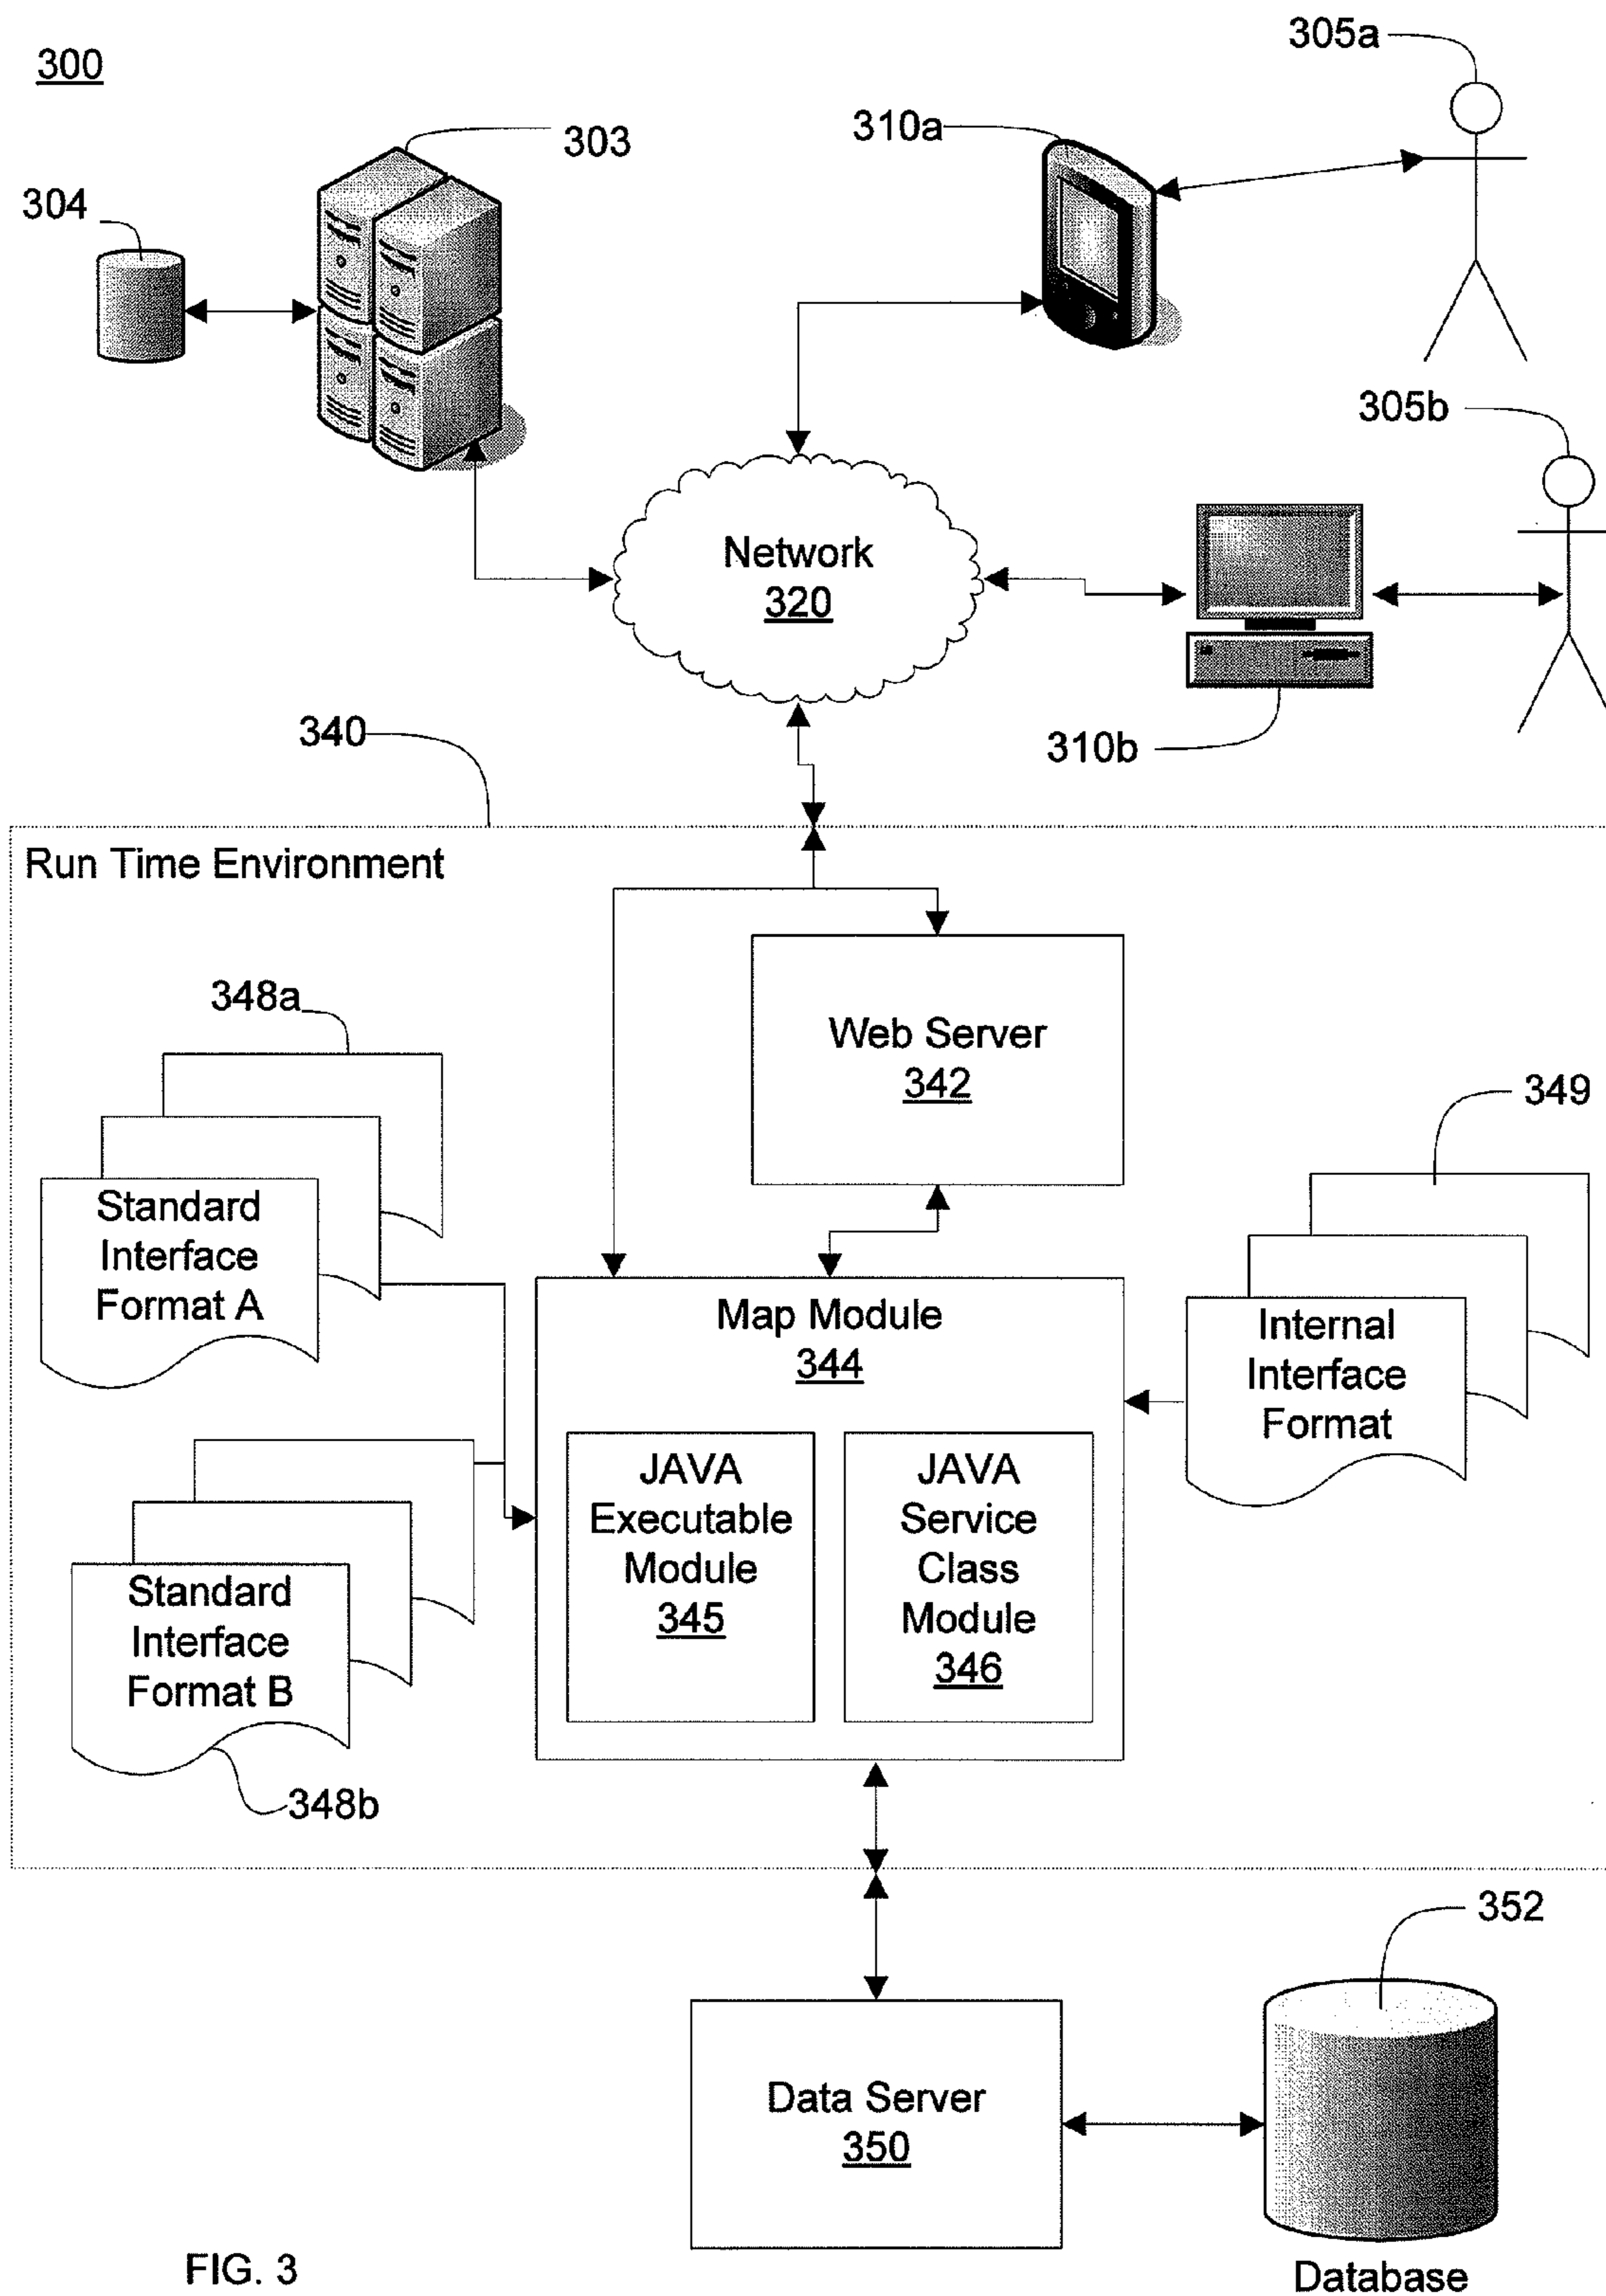 305a
300
310a
303
304
305b
Network
320
340
310b
Run Time Environment
348a
Web Server
342
349
Standard
Interface
Format A
Map Module
344
Internal
Interface
Format
JAVA
Executable
Module
345
JAVA
Service
Class
Module
346
Standard
Interface
Format B
348b
352
Data Server
350
FIG. 3
Database